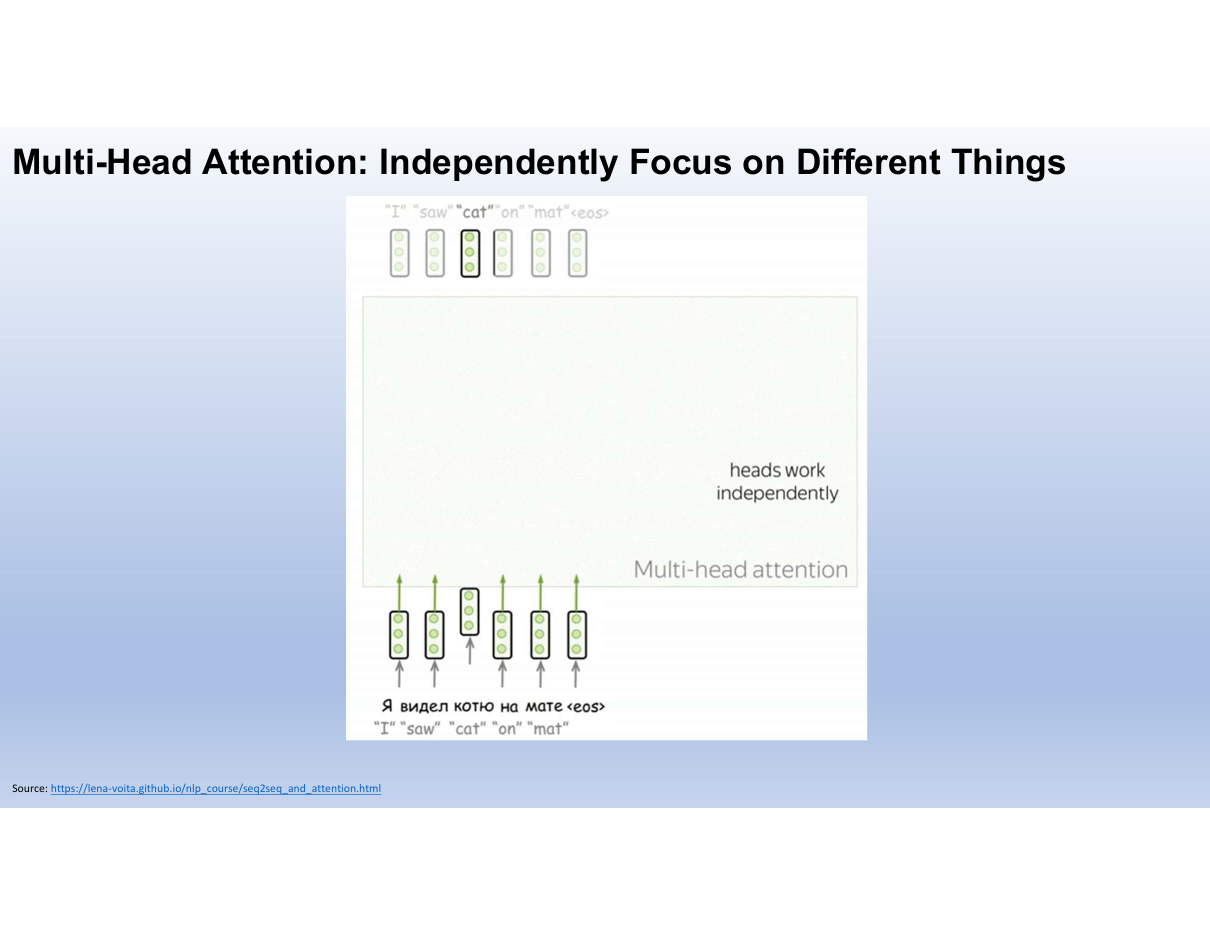 Multi-Head Attention: Independently Focus on Different Things
"I" "saw" "cat" "on" "mat" <eos>
heads work
independently
Multi-head attention
Я видел котю на мате <eos>
"I" "saw" "cat" "on" "mat"
Source: https://lena-voita.github.io/nlp_course/seq2seq_and_attention.html